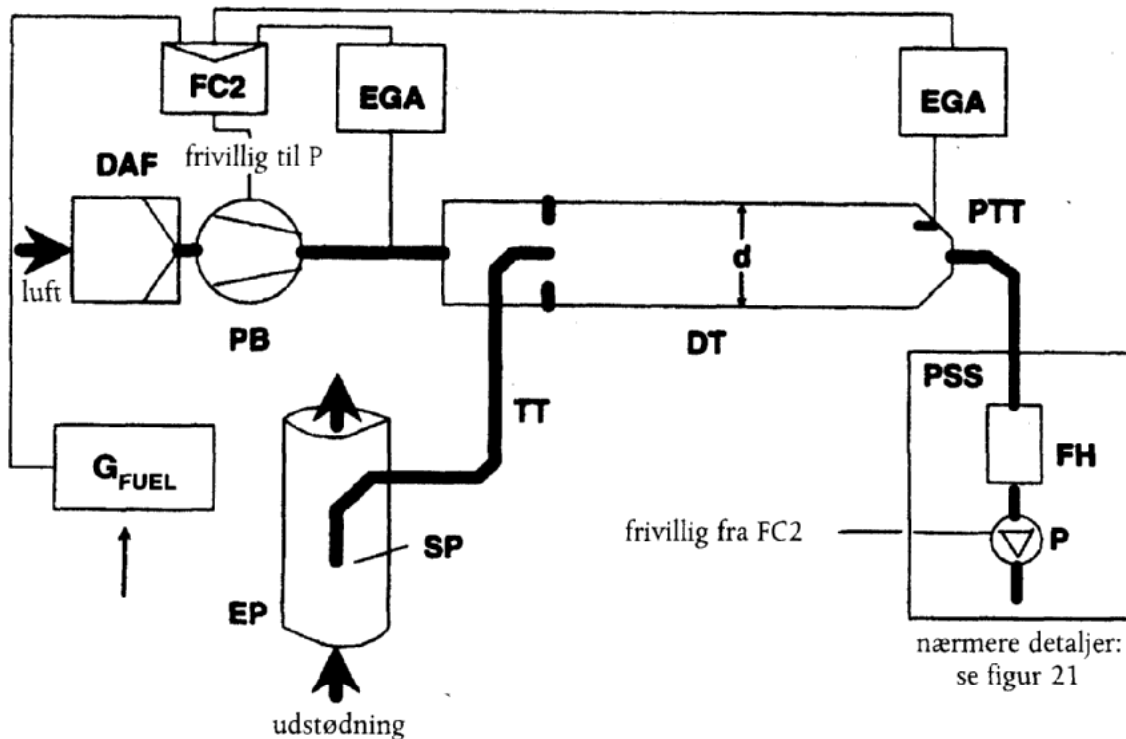 FC2
EGA
EGA
DAF
frivillig til P
PTT
d
luft
PB
DT
PSS
TT
G_FUEL
FH
SP
frivillig fra FC2
P
EP
nærmere detaljer:
se figur 21
udstødning